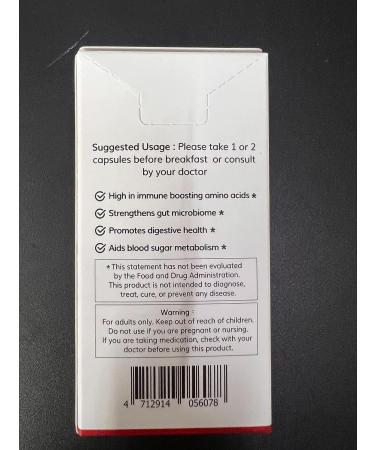 Suggested Usage : Please take 1 or 2
capsules before breakfast or consult
by your doctor
High in immune boosting amino acids *
Strengthens gut microbiome *
Promotes digestive health *
Aids blood sugar metabolism *
*This statement has not been evaluated
by the Food and Drug Administration.
This product is not intended to diagnose,
treat, cure, or prevent any disease.
Warning :
For adults only. Keep out of reach of children.
Do not use if you are pregnant or nursing.
If you are taking medication, check with your
doctor before using this product.
4 712914 056078